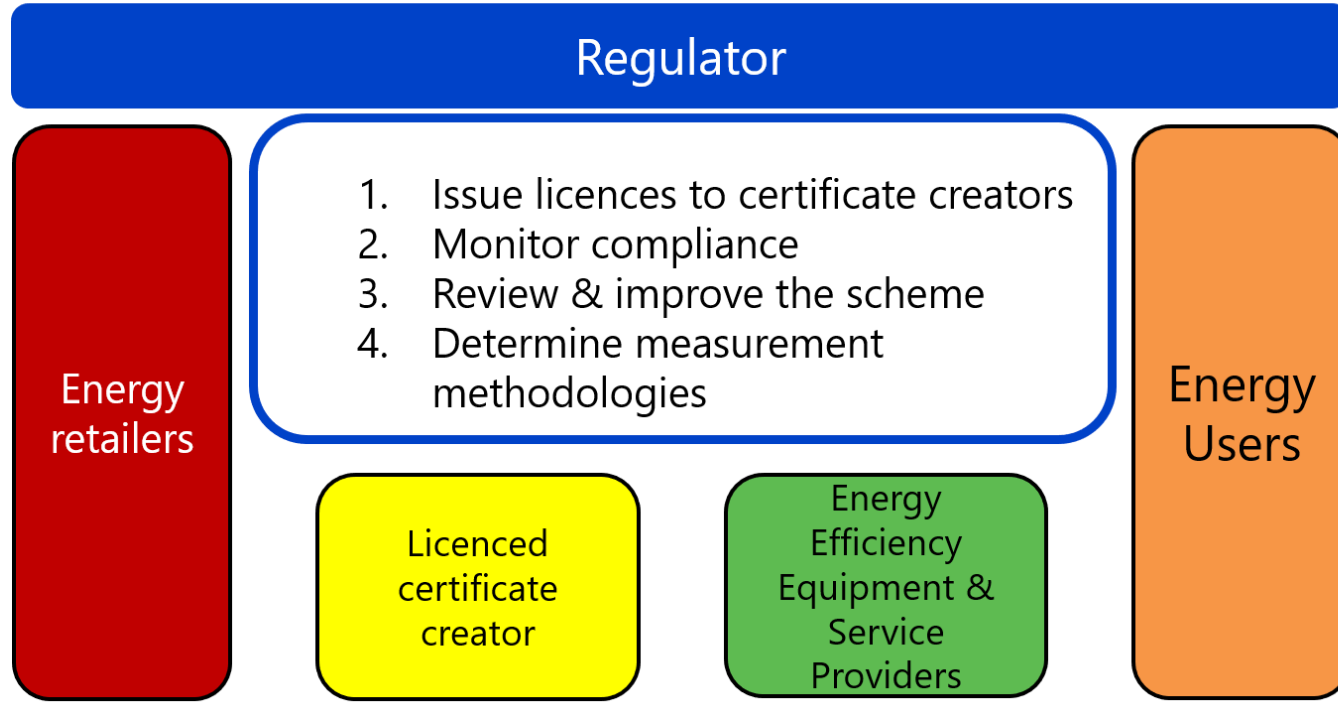 Regulator
1. Issue licences to certificate creators
2. Monitor compliance
3. Review & improve the scheme
4. Determine measurement
methodologies
Energy
retailers
Licenced
certificate
creator
Energy
Efficiency
Equipment &
Service
Providers
Energy
Users